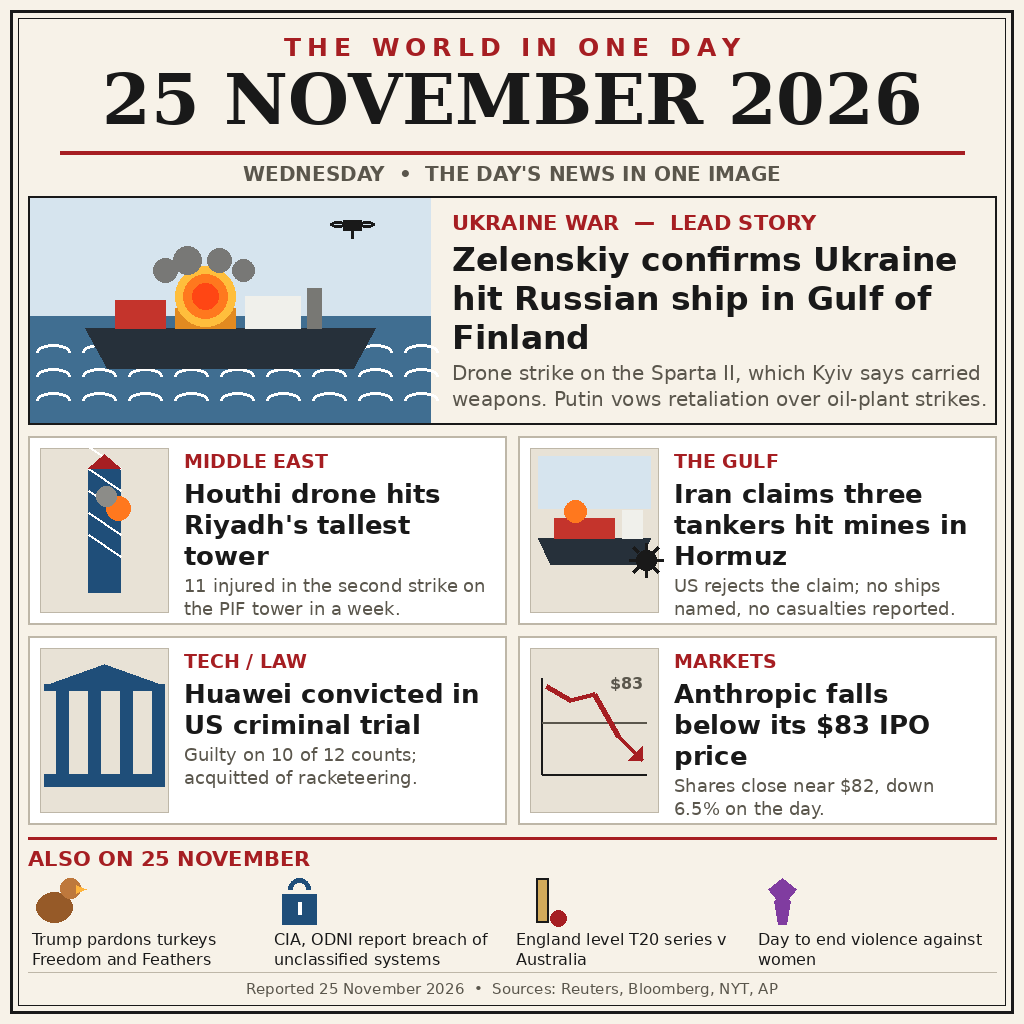 THE WORLD IN ONE DAY
25 NOVEMBER 2026
WEDNESDAY • THE DAY'S NEWS IN ONE IMAGE
UKRAINE WAR — LEAD STORY
Zelenskiy confirms Ukraine
hit Russian ship in Gulf of
Finland
Drone strike on the Sparta II, which Kyiv says carried
weapons. Putin vows retaliation over oil-plant strikes.
MIDDLE EAST
Houthi drone hits
Riyadh's tallest
tower
11 injured in the second strike on
the PIF tower in a week.
THE GULF
Iran claims three
tankers hit mines in
Hormuz
US rejects the claim; no ships
named, no casualties reported.
TECH / LAW
Huawei convicted in
US criminal trial
Guilty on 10 of 12 counts;
acquitted of racketeering.
$83
MARKETS
Anthropic falls
below its $83 IPO
price
Shares close near $82, down
6.5% on the day.
ALSO ON 25 NOVEMBER
Trump pardons turkeys
Freedom and Feathers
CIA, ODNI report breach of
unclassified systems
England level T20 series v
Australia
Day to end violence against
women
Reported 25 November 2026 • Sources: Reuters, Bloomberg, NYT, AP